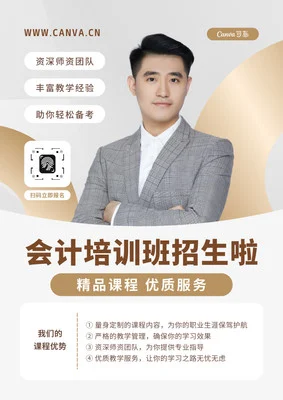 WWW.CANVA.CN
Canva可画
资深师资团队
丰富教学经验
助你轻松备考
扫码立即报名
会计培训班招生啦
精品课程 优质服务
我们的
课程优势
① 量身定制的课程内容，为你的职业生涯保驾护航
② 严格的教学管理，确保你的学习效果
③ 资深师资团队，为你提供专业指导
④ 优质教学服务，让你的学习之路无忧无虑